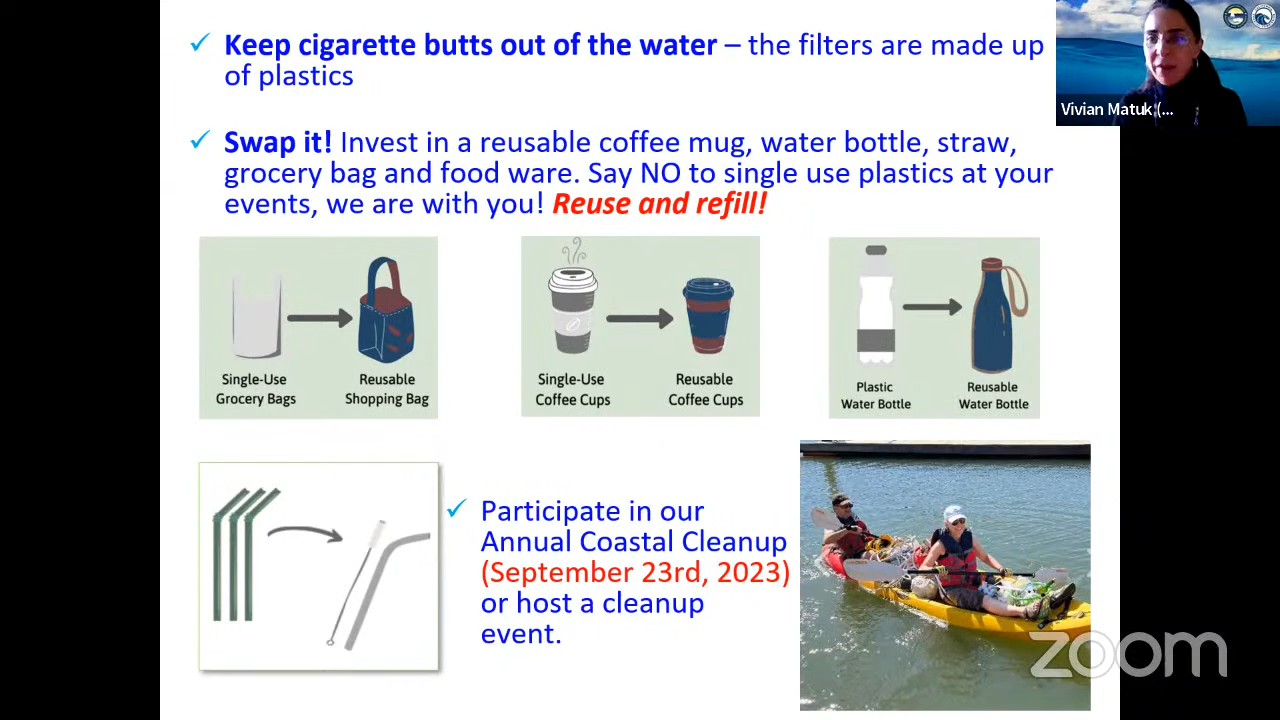 Keep cigarette butts out of the water – the filters are made up
of plastics
Swap it! Invest in a reusable coffee mug, water bottle, straw,
grocery bag and food ware. Say NO to single use plastics at your
events, we are with you! Reuse and refill!
Single-Use
Grocery Bags
Reusable
Shopping Bag
Single-Use
Coffee Cups
Reusable
Coffee Cups
Plastic
Water Bottle
Reusable
Water Bottle
Participate in our
Annual Coastal Cleanup
(September 23rd, 2023)
or host a cleanup
event.
Vivian Matuk (...
zoom